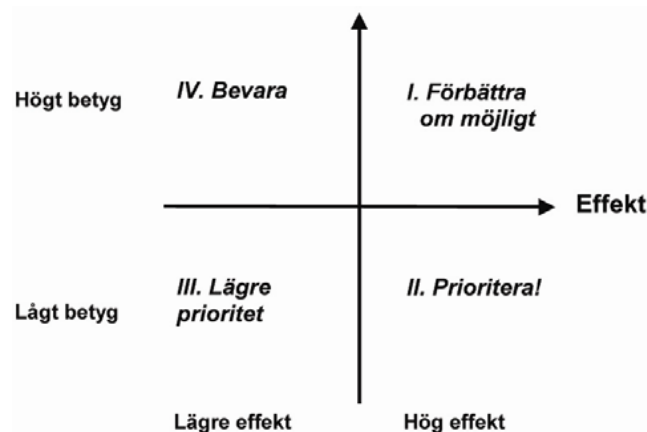 Högt betyg
IV. Bevara
I. Förbättra
om möjligt
Effekt
Lågt betyg
III. Lägre
prioritet
II. Prioritera!
Lägre effekt
Hög effekt